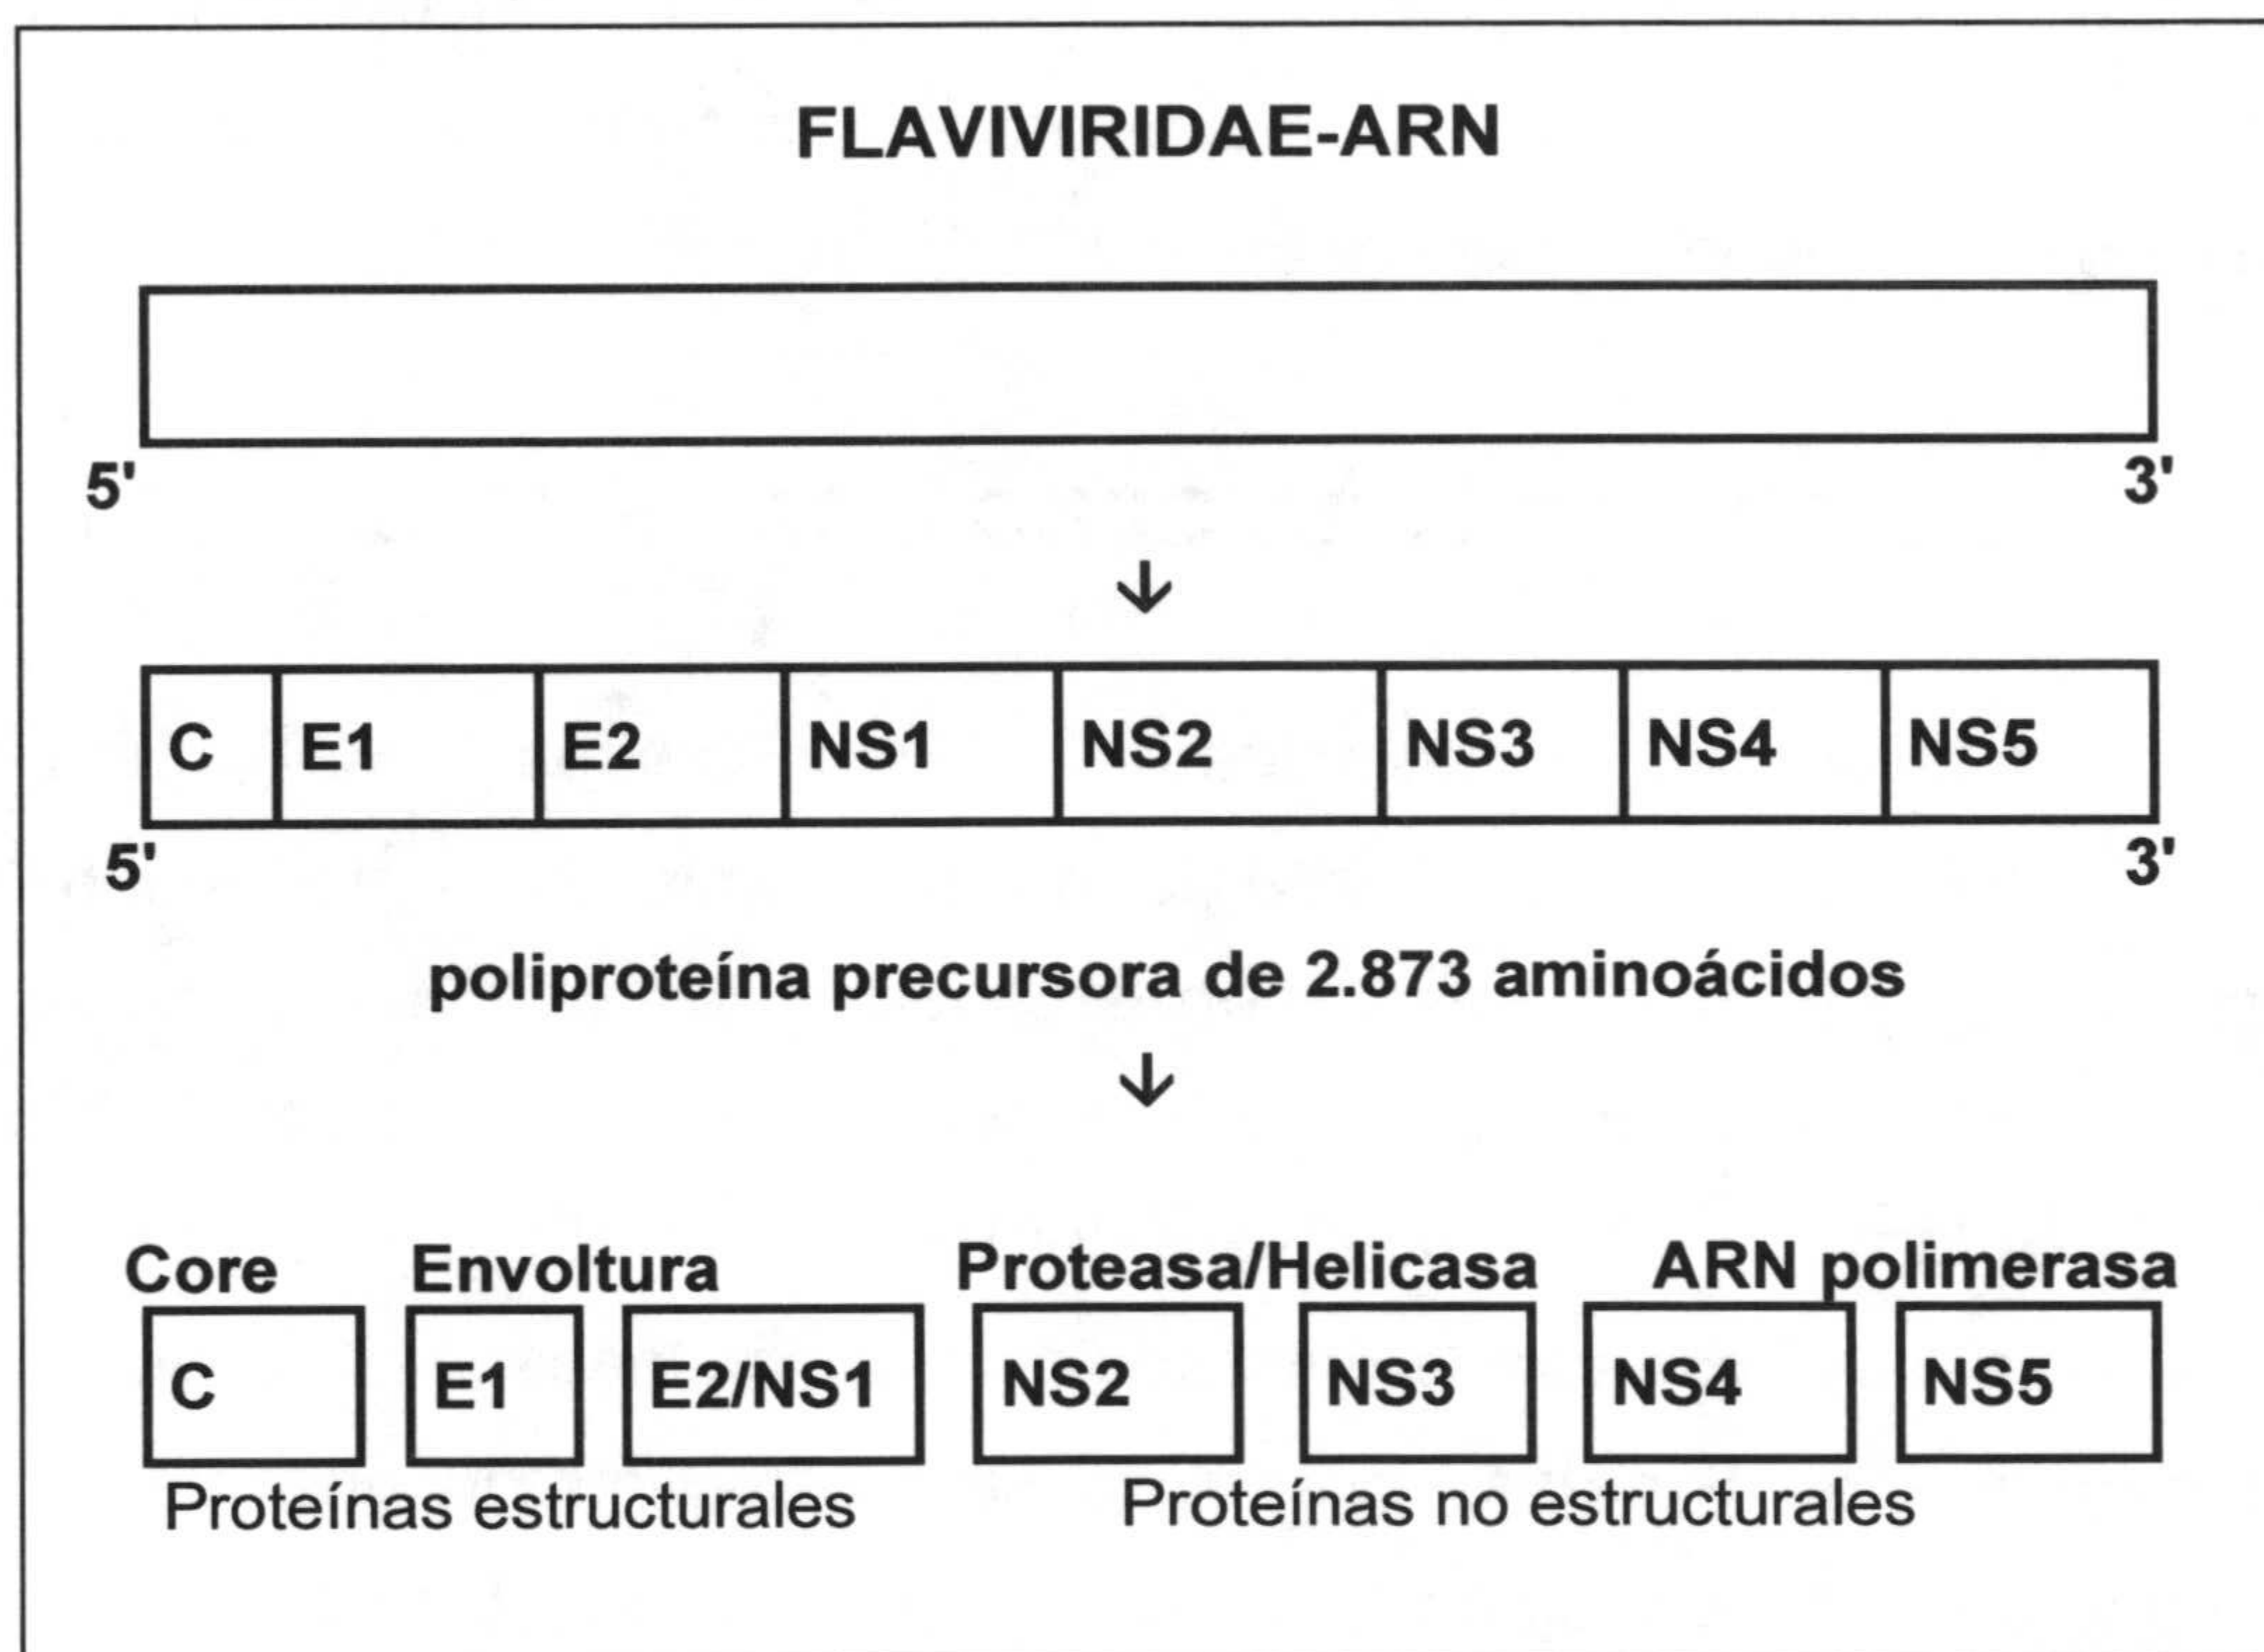 FLAVIVIRIDAE-ARN
5' 3'
C E1 E2 NS1 NS2 NS3 NS4 NS5
5' 3'
poliproteína precursora de 2.873 aminoácidos
Core Envoltura Proteasa/Helicasa ARN polimerasa
C E1 E2/NS1 NS2 NS3 NS4 NS5
Proteínas estructurales Proteínas no estructurales